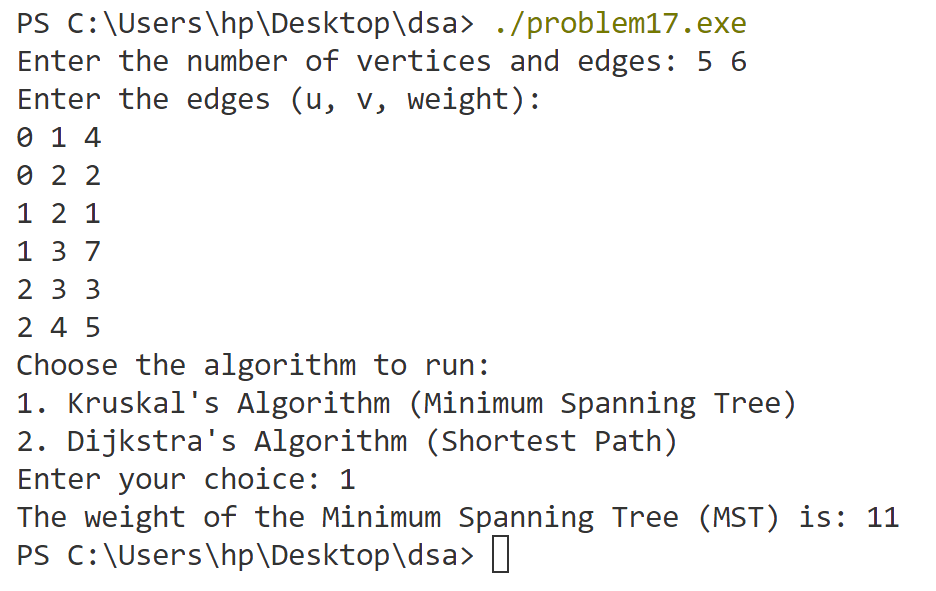 PS C:\Users\hp\Desktop\dsa> ./problem17.exe
Enter the number of vertices and edges: 5 6
Enter the edges (u, v, weight):
0 1 4
0 2 2
1 2 1
1 3 7
2 3 3
2 4 5
Choose the algorithm to run:
1. Kruskal's Algorithm (Minimum Spanning Tree)
2. Dijkstra's Algorithm (Shortest Path)
Enter your choice: 1
The weight of the Minimum Spanning Tree (MST) is: 11
PS C:\Users\hp\Desktop\dsa>